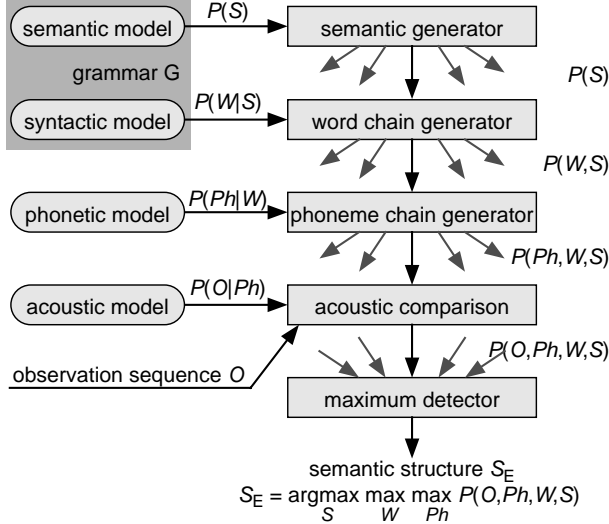 semantic model
P(S)
semantic generator
grammar G
P(S)
syntactic model
P(W|S)
word chain generator
P(W,S)
phonetic model
P(Ph|W)
phoneme chain generator
P(Ph,W,S)
acoustic model
P(O|Ph)
acoustic comparison
P(O,Ph,W,S)
observation sequence O
maximum detector
semantic structure S_E
S_E = argmax max max P(O,Ph,W,S)
S W Ph